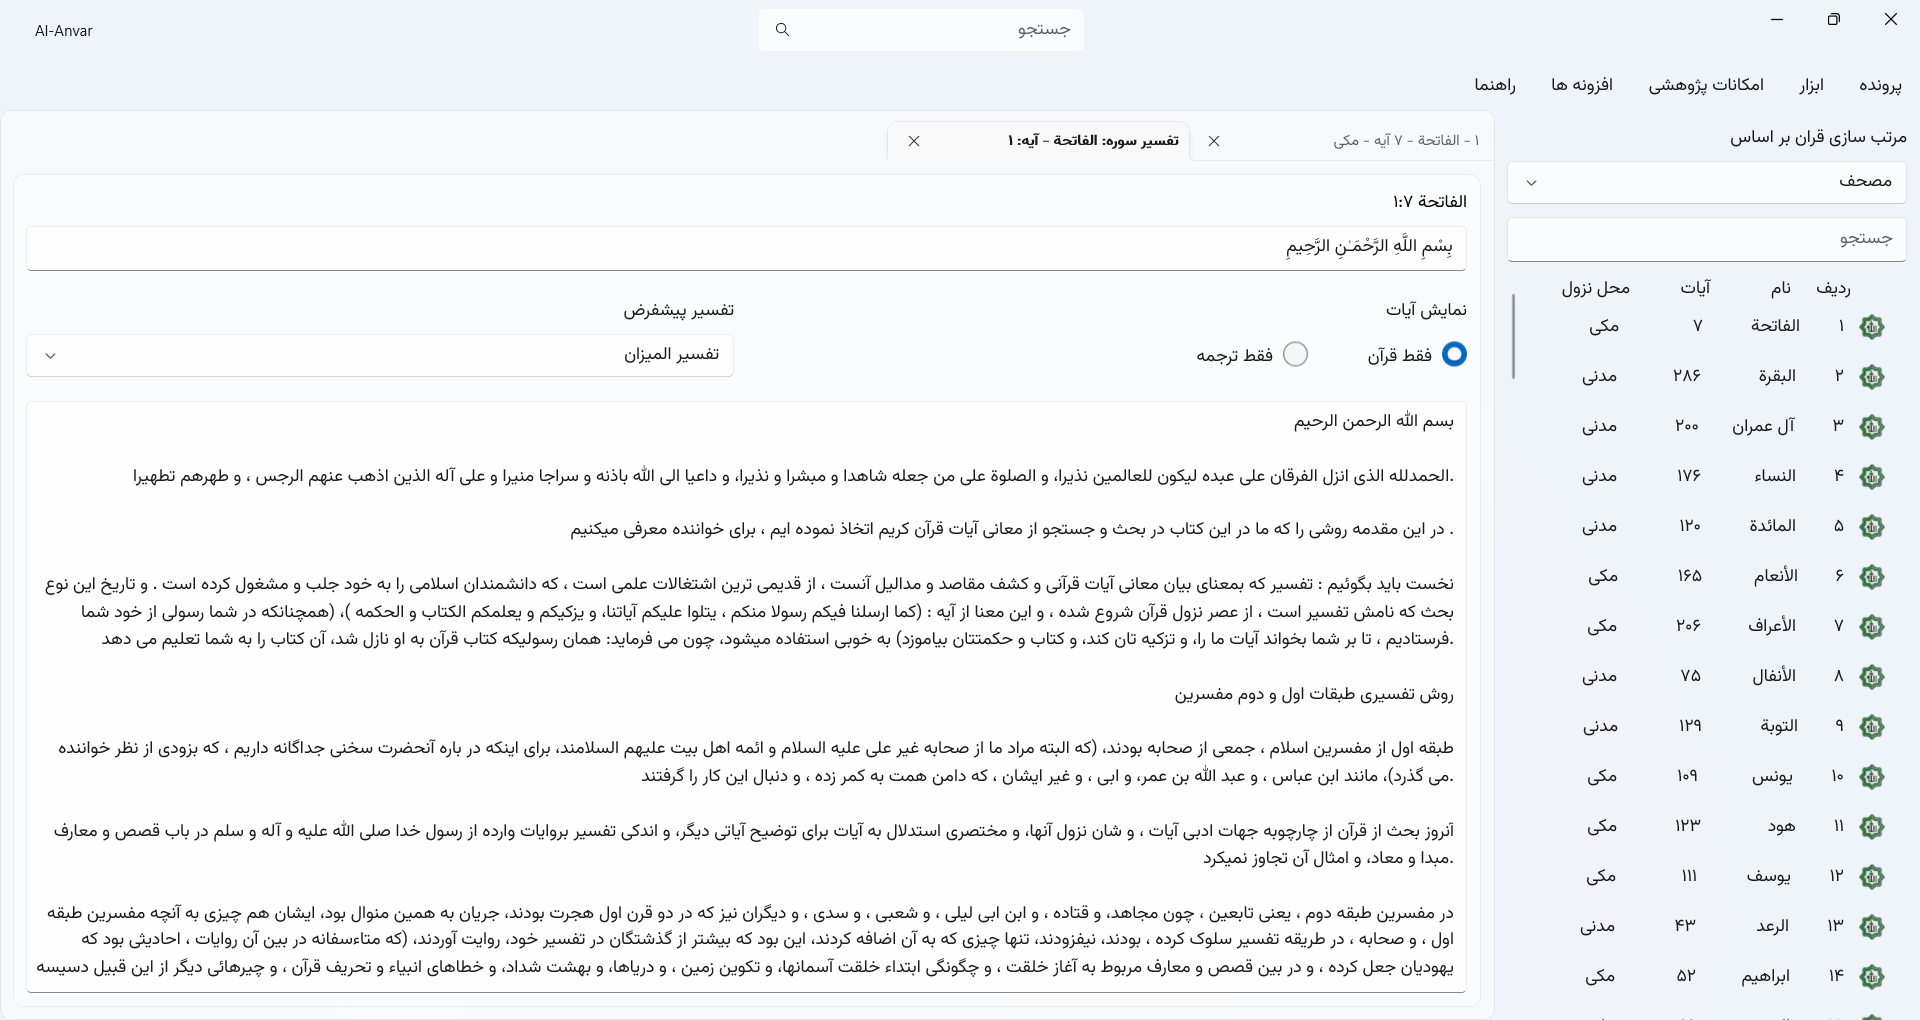 Al-Anvar
جستجو
پرونده ابزار امکانات پژوهشی افزونه ها راهنما
مرتب سازی قران بر اساس
مصحف
جستجو
ردیف نام آیات محل نزول
۱ الفاتحة ۷ مکی
۲ البقرة ۲۸۶ مدنی
۳ آل عمران ۲۰۰ مدنی
۴ النساء ۱۷۶ مدنی
۵ المائدة ۱۲۰ مدنی
۶ الأنعام ۱۶۵ مکی
۷ الأعراف ۲۰۶ مکی
۸ الأنفال ۷۵ مدنی
۹ التوبة ۱۲۹ مدنی
۱۰ یونس ۱۰۹ مکی
۱۱ هود ۱۲۳ مکی
۱۲ یوسف ۱۱۱ مکی
۱۳ الرعد ۴۳ مدنی
۱۴ ابراهیم ۵۲ مکی
۱ - الفاتحة - ۷ آیه - مکی
تفسیر سوره: الفاتحة - آیه: ۱
الفاتحة ۱:۷
بِسْمِ اللَّهِ الرَّحْمَـٰنِ الرَّحِيمِ
نمایش آیات
فقط قرآن فقط ترجمه
تفسیر پیشفرض
تفسیر المیزان
بسم الله الرحمن الرحیم
.الحمدلله الذی انزل الفرقان علی عبده لیکون للعالمین نذیرا، و الصلوة علی من جعله شاهدا و مبشرا و نذیرا، و داعیا الی الله باذنه و سراجا منیرا و علی آله الذین اذهب عنهم الرجس ، و طهرهم تطهیرا
. در این مقدمه روشی را که ما در این کتاب در بحث و جستجو از معانی آیات قرآن کریم اتخاذ نموده ایم ، برای خواننده معرفی میکنیم
نخست باید بگوئیم : تفسیر که بمعنای بیان معانی آیات قرآنی و کشف مقاصد و مدالیل آنست ، از قدیمی ترین اشتغالات علمی است ، که دانشمندان اسلامی را به خود جلب و مشغول کرده است . و تاریخ این نوع
بحث که نامش تفسیر است ، از عصر نزول قرآن شروع شده ، و این معنا از آیه : (کما ارسلنا فیکم رسولا منکم ، یتلوا علیکم آیاتنا، و یزکیکم و یعلمکم الکتاب و الحکمه )، (همچنانکه در شما رسولی از خود شما
.فرستادیم ، تا بر شما بخواند آیات ما را، و تزکیه تان کند، و کتاب و حکمتتان بیاموزد) به خوبی استفاده میشود، چون می فرماید: همان رسولیکه کتاب قرآن به او نازل شد، آن کتاب را به شما تعلیم می دهد
روش تفسیری طبقات اول و دوم مفسرین
طبقه اول از مفسرین اسلام ، جمعی از صحابه بودند، (که البته مراد ما از صحابه غیر علی علیه السلام و ائمه اهل بیت علیهم السلامند، برای اینکه در باره آنحضرت سخنی جداگانه داریم ، که بزودی از نظر خواننده
.می گذرد)، مانند ابن عباس ، و عبد الله بن عمر، و ابی ، و غیر ایشان ، که دامن همت به کمر زده ، و دنبال این کار را گرفتند
آنروز بحث از قرآن از چارچوبه جهات ادبی آیات ، و شان نزول آنها، و مختصری استدلال به آیات برای توضیح آیاتی دیگر، و اندکی تفسیر بروایات وارده از رسول خدا صلی الله علیه و آله و سلم در باب قصص و معارف
.مبدا و معاد، و امثال آن تجاوز نمیکرد
در مفسرین طبقه دوم ، یعنی تابعین ، چون مجاهد، و قتاده ، و ابن ابی لیلی ، و شعبی ، و سدی ، و دیگران نیز که در دو قرن اول هجرت بودند، جریان به همین منوال بود، ایشان هم چیزی به آنچه مفسرین طبقه
اول ، و صحابه ، در طریقه تفسیر سلوک کرده ، بودند، نیفزودند، تنها چیزی که به آن اضافه کردند، این بود که بیشتر از گذشتگان در تفسیر خود، روایت آوردند، (که متاءسفانه در بین آن روایات ، احادیثی بود که
یهودیان جعل کرده ، و در بین قصص و معارف مربوط به آغاز خلقت ، و چگونگی ابتداء خلقت آسمانها، و تکوین زمین ، و دریاها، و بهشت شداد، و خطاهای انبیاء و تحریف قرآن ، و چیرهائی دیگر از این قبیل دسیسه